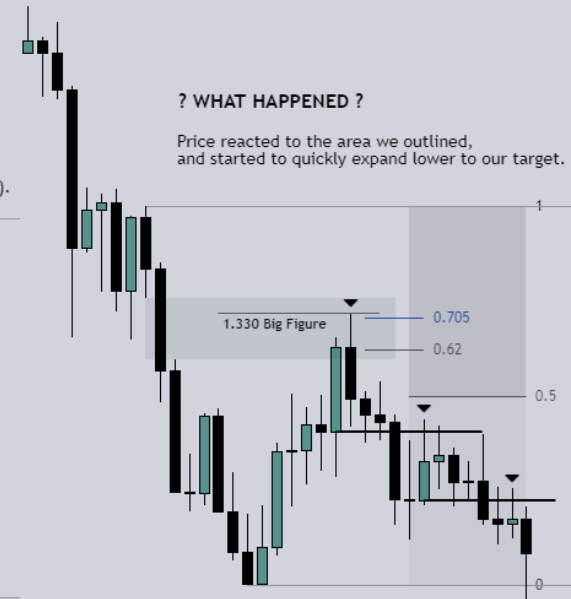 ? WHAT HAPPENED ?
Price reacted to the area we outlined,
and started to quickly expand lower to our target.
).
1
1.330 Big Figure
0.705
0.62
0.5
0